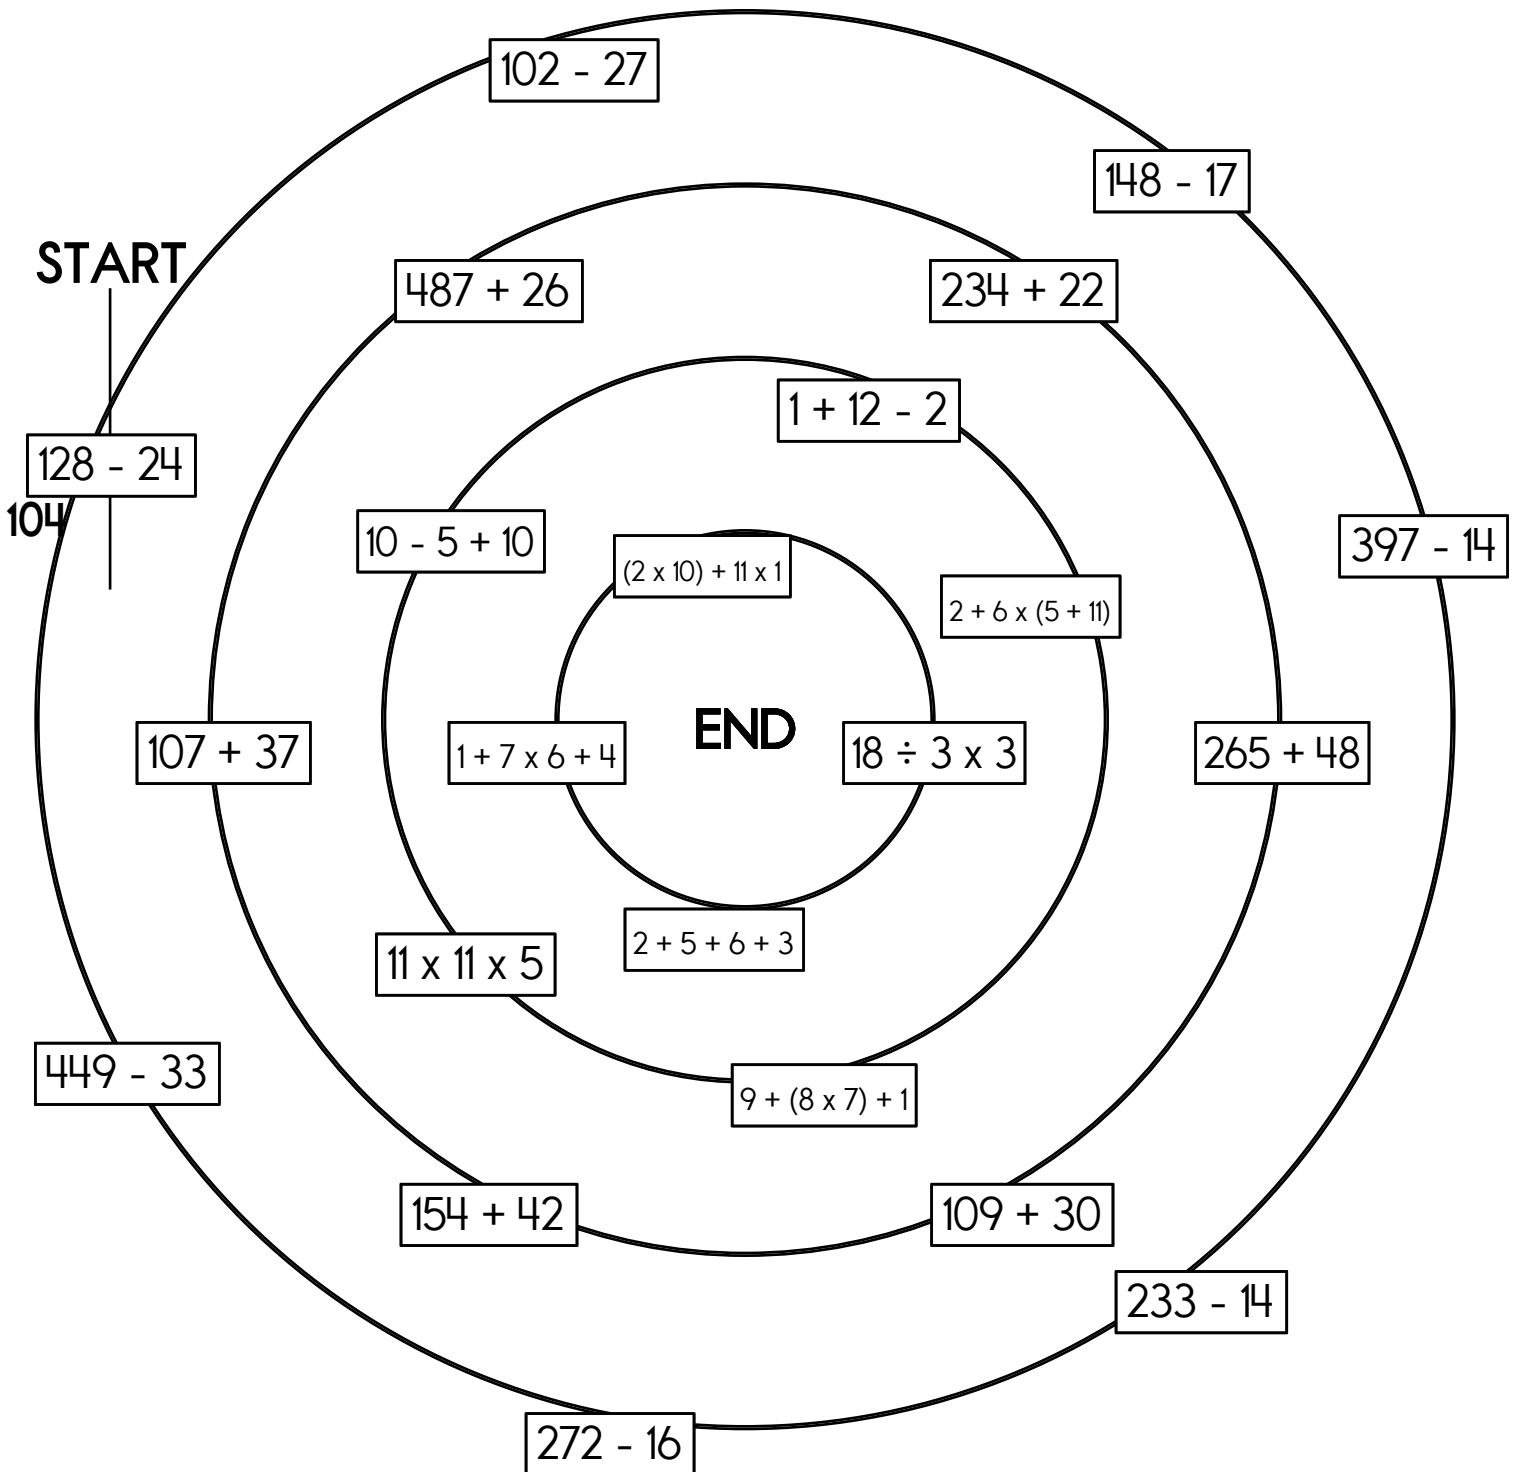 102 - 27
148 - 17
START
487 + 26
234 + 22
1 + 12 - 2
128 - 24
104
10 - 5 + 10
397 - 14
(2 x 10) + 11 x 1
2 + 6 x (5 + 11)
107 + 37
1 + 7 x 6 + 4
END
18 ÷ 3 x 3
265 + 48
11 x 11 x 5
2 + 5 + 6 + 3
449 - 33
9 + (8 x 7) + 1
154 + 42
109 + 30
233 - 14
272 - 16